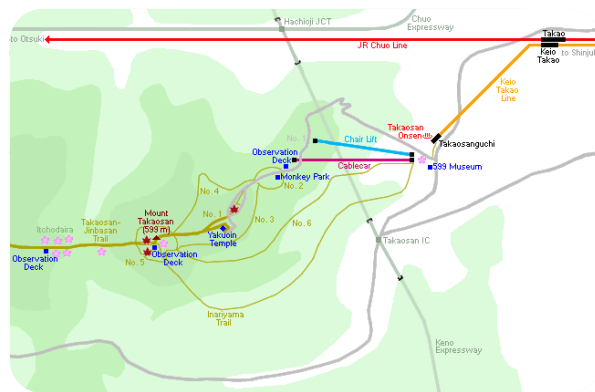 Hachioji JCT
Chuo
Expressway
to Otsuki
JR Chuo Line
Takao
Keio
Takao
to Shinjuku
Keio
Takao
Line
Takaosan
Onsen
Takaosanguchi
No. 1
Chair Lift
Observation
Deck
Cablecar
599 Museum
Monkey Park
No. 4
No. 2
Mount
Takaosan
(599 m)
No. 1
No. 3
No. 6
Itchodaira
Takaosan-
Jinbasan
Trail
Yakuoin
Temple
Takaosan IC
Observation
Deck
No. 5
Observation
Deck
Inariyama
Trail
Keno
Expressway